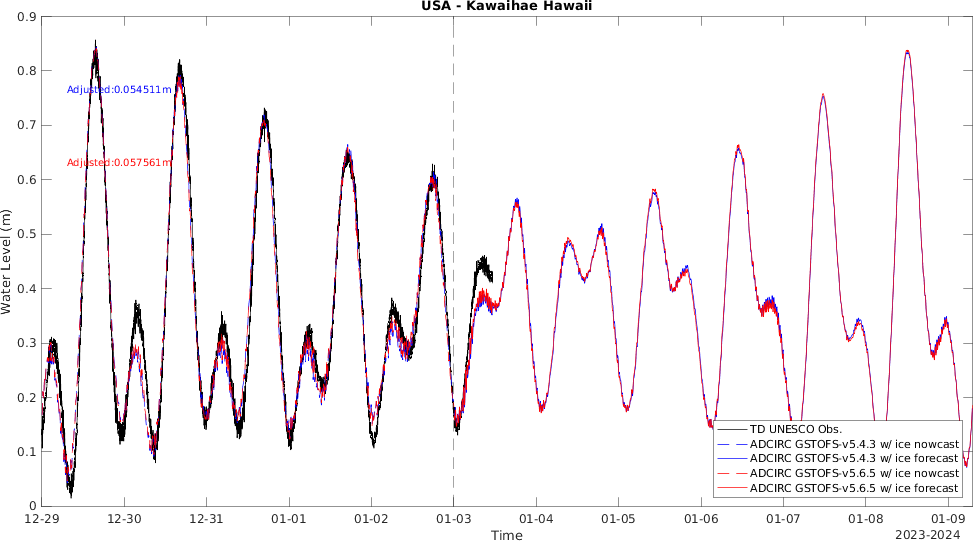 USA - Kawaihae Hawaii
0.9
0.8
0.7
0.6
0.5
0.4
0.3
0.2
0.1
0
Water Level (m)
Adjusted:0.054511m
Adjusted:0.057561m
TD UNESCO Obs.
ADCIRC GSTOFS-v5.4.3 w/ ice nowcast
ADCIRC GSTOFS-v5.4.3 w/ ice forecast
ADCIRC GSTOFS-v5.6.5 w/ ice nowcast
ADCIRC GSTOFS-v5.6.5 w/ ice forecast
12-29 12-30 12-31 01-01 01-02 01-03 01-04 01-05 01-06 01-07 01-08 01-09
Time
2023-2024